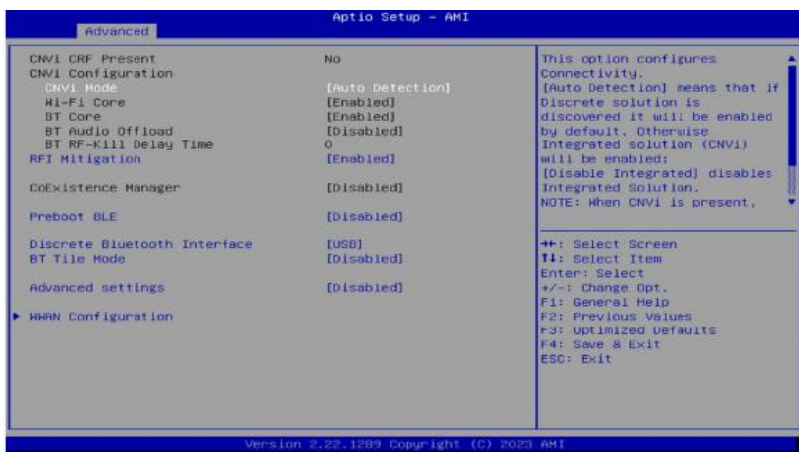 Aptio Setup – AMI
Advanced
CNVi CRF Present No
CNVi Configuration
CNVi Mode [Auto Detection]
Wi-Fi Core [Enabled]
BT Core [Enabled]
BT Audio Offload [Disabled]
BT RF-Kill Delay Time 0
RFI Mitigation [Enabled]
CoExistence Manager [Disabled]
Preboot BLE [Disabled]
Discrete Bluetooth Interface [USB]
BT Tile Mode [Disabled]
Advanced settings [Disabled]
WWAN Configuration
This option configures
Connectivity.
[Auto Detection] means that if
Discrete solution is
discovered it will be enabled
by default. Otherwise
Integrated solution (CNVi)
will be enabled;
[Disable Integrated] disables
Integrated Solution.
NOTE: When CNVi is present,
→←: Select Screen
↑↓: Select Item
Enter: Select
+/-: Change Opt.
F1: General Help
F2: Previous Values
F3: Optimized Defaults
F4: Save & Exit
ESC: Exit
Version 2.22.1289 Copyright (C) 2023 AMI